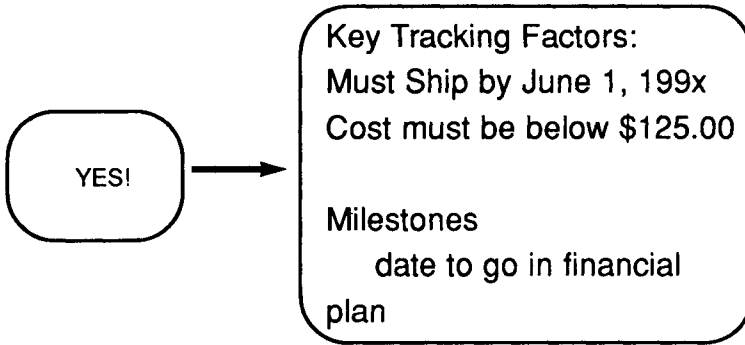 YES!
Key Tracking Factors:
Must Ship by June 1, 199x
Cost must be below $125.00
Milestones
date to go in financial
plan